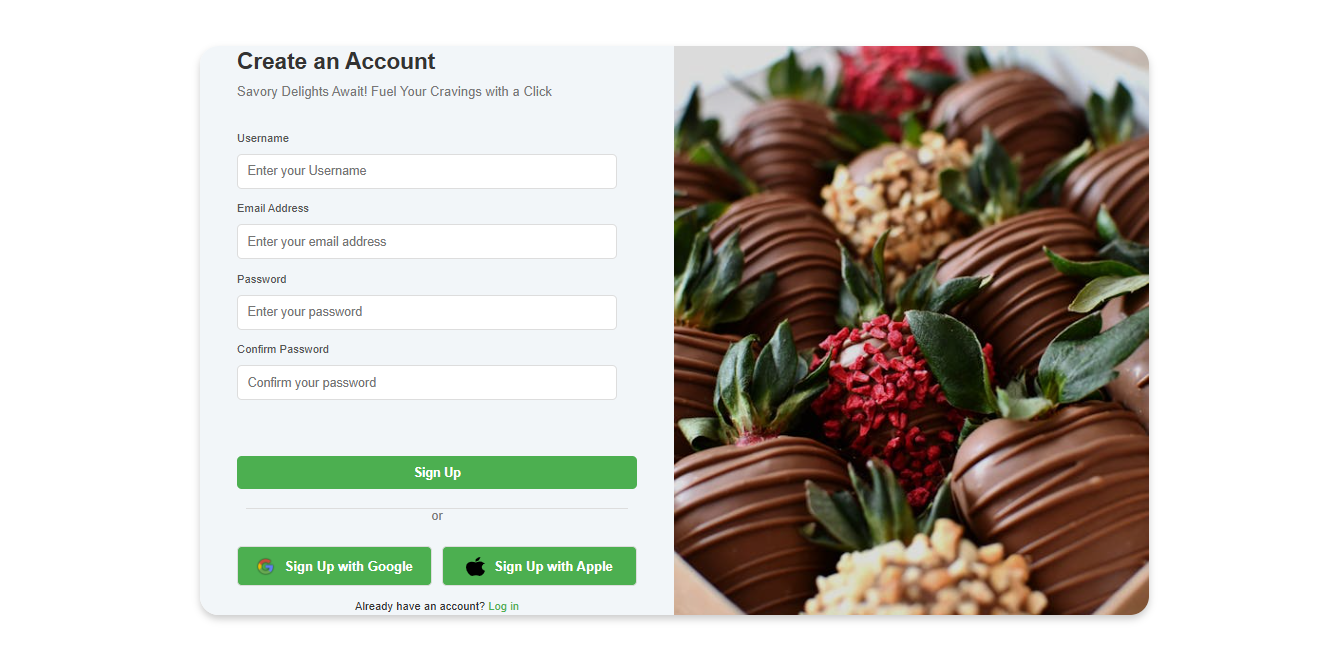 Create an Account
Savory Delights Await! Fuel Your Cravings with a Click
Username
Enter your Username
Email Address
Enter your email address
Password
Enter your password
Confirm Password
Confirm your password
Sign Up
or
Sign Up with Google
Sign Up with Apple
Already have an account? Log in